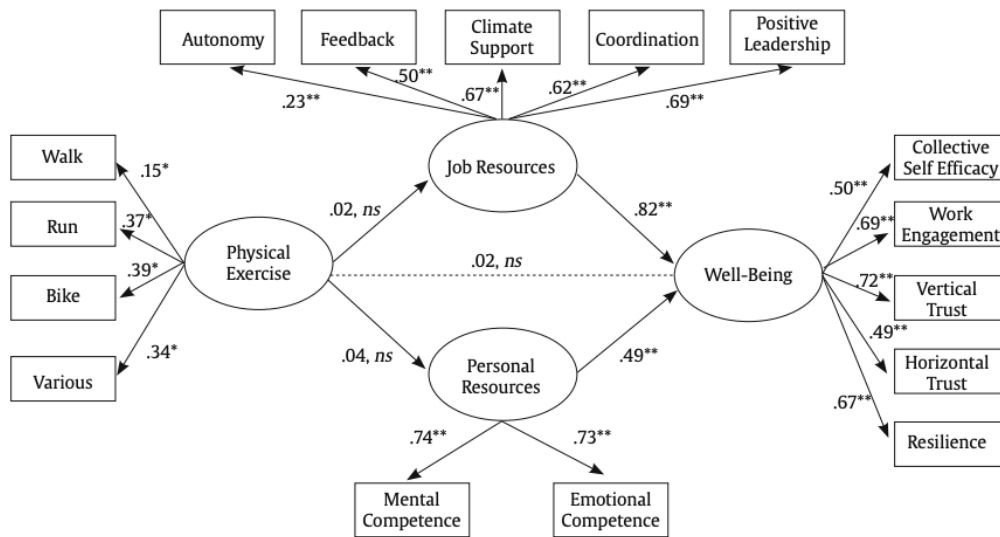 Autonomy
Feedback
Climate
Support
Coordination
Positive
Leadership
.23**
.50**
.67**
.62**
.69**
Walk
Run
Bike
Various
.15*
.37*
.39*
.34*
Physical
Exercise
.02, ns
Job Resources
.82**
.02, ns
.04, ns
Personal
Resources
.49**
Well-Being
.74**
.73**
Mental
Competence
Emotional
Competence
.50**
.69**
.72**
.49**
.67**
Collective
Self Efficacy
Work
Engagement
Vertical
Trust
Horizontal
Trust
Resilience